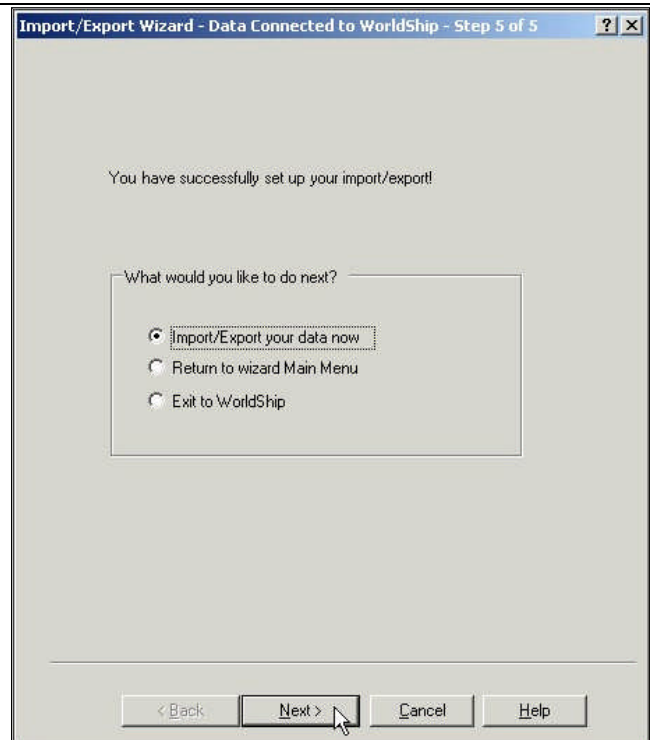 Import/Export Wizard - Data Connected to WorldShip - Step 5 of 5
You have successfully set up your import/export!
What would you like to do next?
Import/Export your data now
Return to wizard Main Menu
Exit to WorldShip
< Back Next > Cancel Help